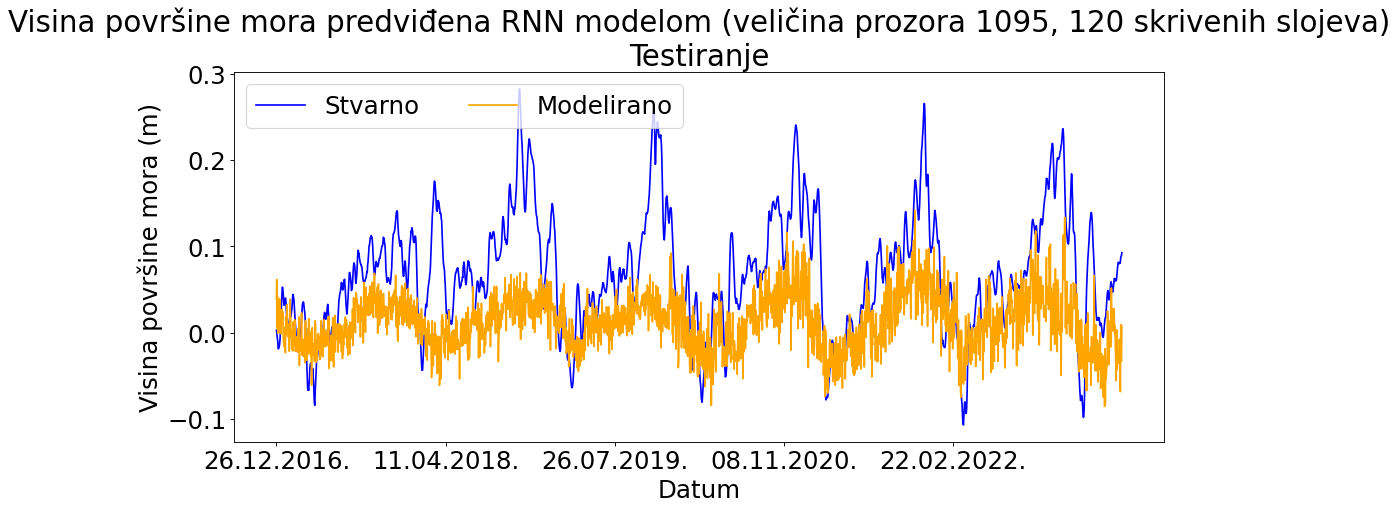 Visina površine mora predviđena RNN modelom (veličina prozora 1095, 120 skrivenih slojeva)
Testiranje
Stvarno
Modelirano
Visina površine mora (m)
0.3
0.2
0.1
0.0
−0.1
26.12.2016.
11.04.2018.
26.07.2019.
08.11.2020.
22.02.2022.
Datum